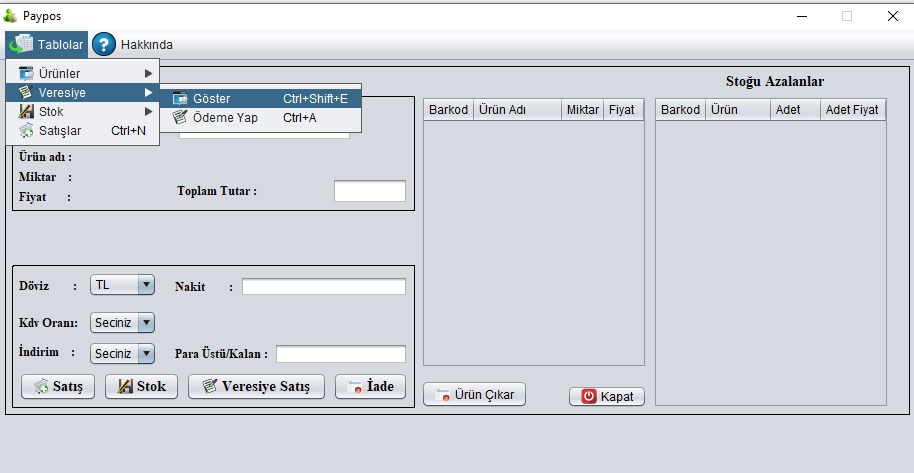 Paypos
Tablolar Hakkında
Ürünler
Veresiye
Stok
Satışlar Ctrl+N
Göster Ctrl+Shift+E
Ödeme Yap Ctrl+A
Ürün adı :
Miktar :
Fiyat :
Toplam Tutar :
Döviz : TL
Nakit :
Kdv Oranı: Seciniz
İndirim : Seciniz
Para Üstü/Kalan :
Satış Stok Veresiye Satış İade
Barkod Ürün Adı Miktar Fiyat
Ürün Çıkar Kapat
Stoğu Azalanlar
Barkod Ürün Adet Adet Fiyat